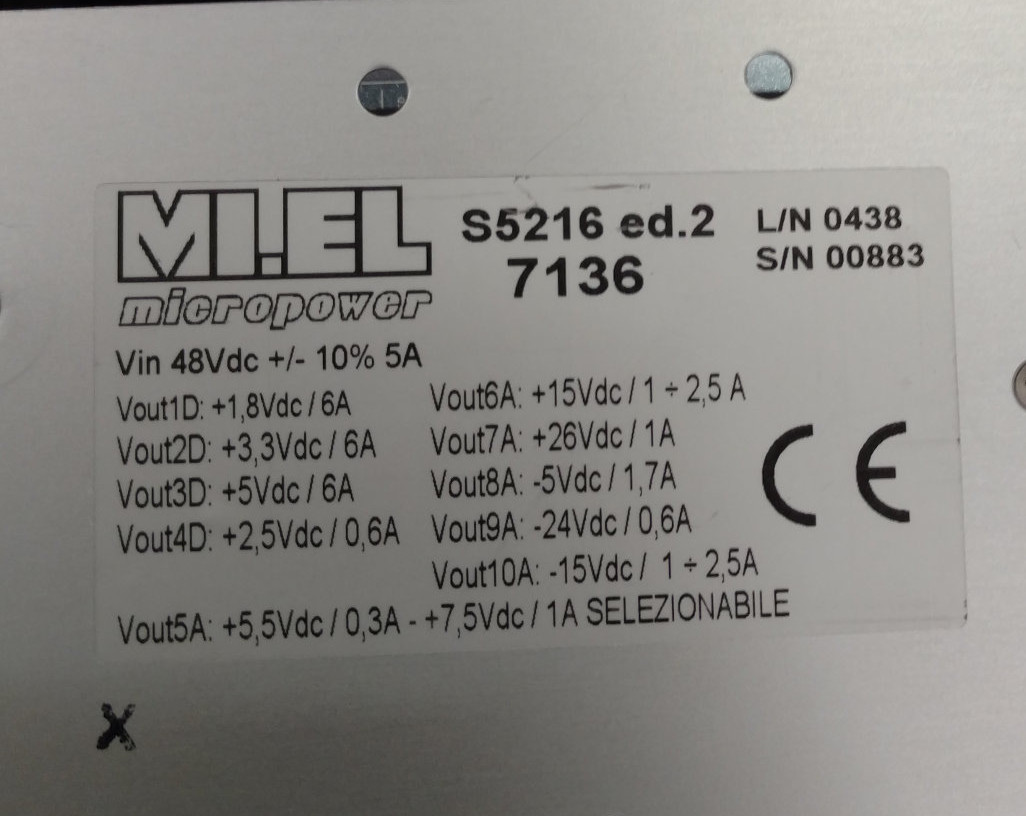 MI.EL
micropower
S5216 ed.2
7136
L/N 0438
S/N 00883
Vin 48Vdc +/- 10% 5A
Vout1D: +1,8Vdc / 6A
Vout2D: +3,3Vdc / 6A
Vout3D: +5Vdc / 6A
Vout4D: +2,5Vdc / 0,6A
Vout6A: +15Vdc / 1 ÷ 2,5 A
Vout7A: +26Vdc / 1A
Vout8A: -5Vdc / 1,7A
Vout9A: -24Vdc / 0,6A
Vout10A: -15Vdc / 1 ÷ 2,5A
Vout5A: +5,5Vdc / 0,3A - +7,5Vdc / 1A SELEZIONABILE
CE
X